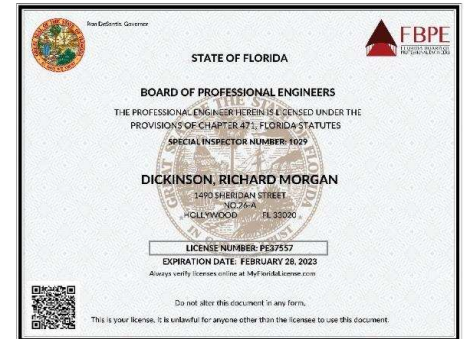 Ron DeSantis, Governor
FBPE
STATE OF FLORIDA
BOARD OF PROFESSIONAL ENGINEERS
THE PROFESSIONAL ENGINEER HEREIN IS LICENSED UNDER THE
PROVISIONS OF CHAPTER 471, FLORIDA STATUTES
SPECIAL INSPECTOR NUMBER: 1029
DICKINSON, RICHARD MORGAN
1490 SHERIDAN STREET
NO.26-A
HOLLYWOOD FL 33020
LICENSE NUMBER: PE37557
EXPIRATION DATE: FEBRUARY 28, 2023
Always verify licenses online at MyFloridaLicense.com
Do not alter this document in any form.
This is your license. It is unlawful for anyone other than the licensee to use this document.